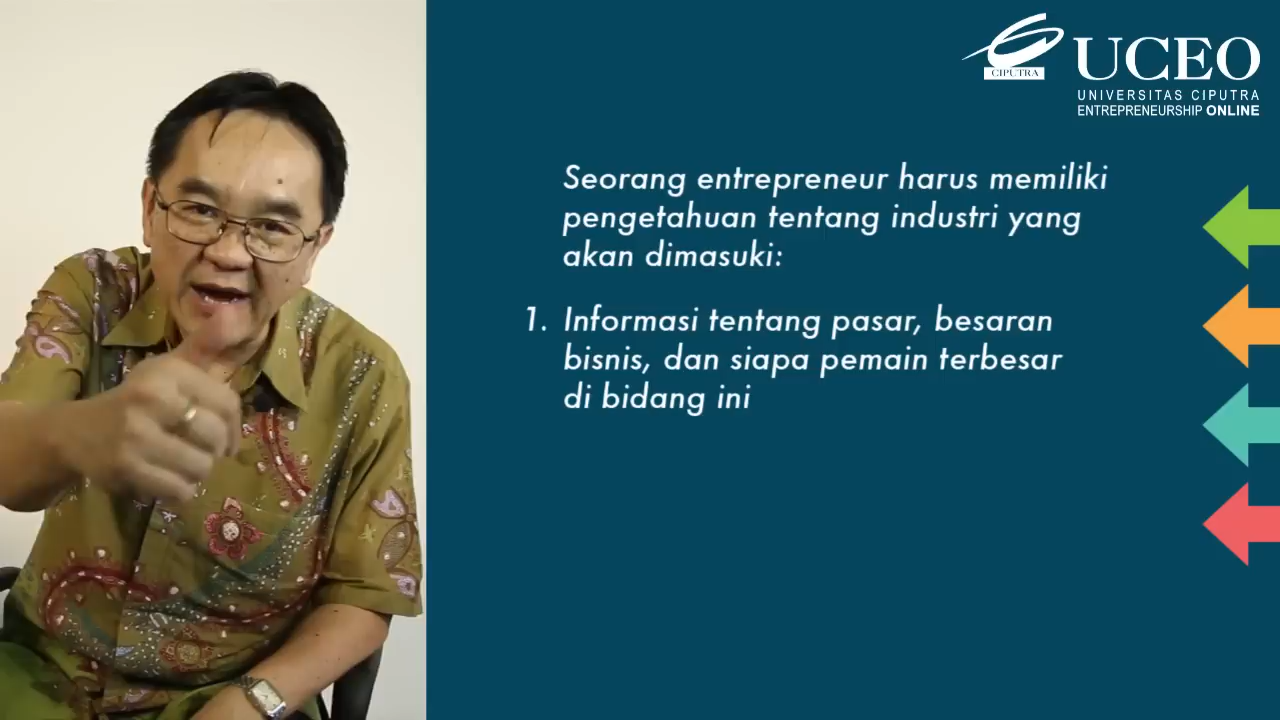 CIPUTRA
UCEO
UNIVERSITAS CIPUTRA
ENTREPRENEURSHIP ONLINE
Seorang entrepreneur harus memiliki
pengetahuan tentang industri yang
akan dimasuki:
1. Informasi tentang pasar, besaran
bisnis, dan siapa pemain terbesar
di bidang ini